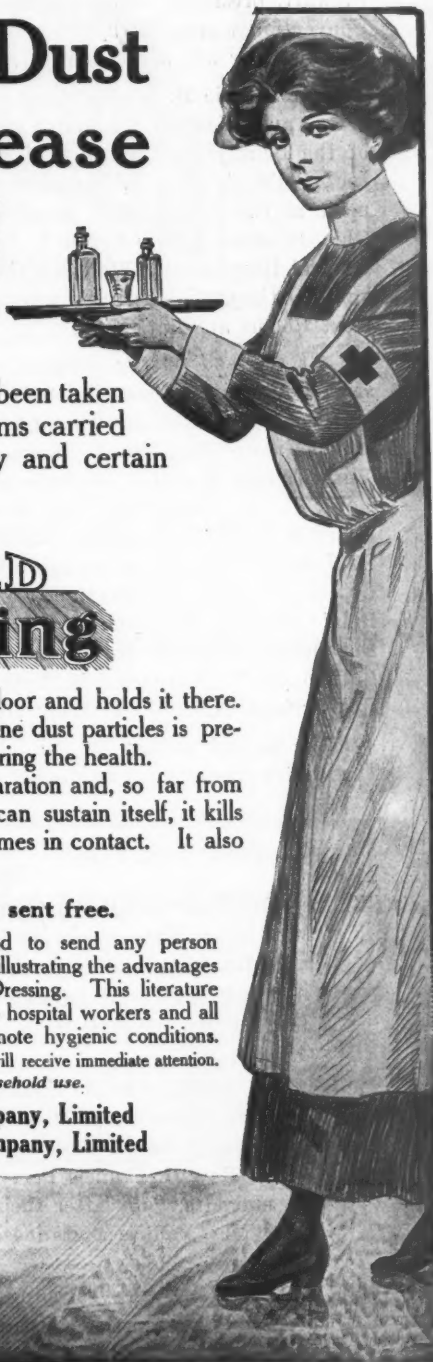 Dust
ease
been taken
ms carried
y and certain
D
ing
loor and holds it there.
ne dust particles is pre-
ring the health.
aration and, so far from
can sustain itself, it kills
mes in contact. It also
sent free.
d to send any person
illustrating the advantages
Dressing. This literature
hospital workers and all
note hygienic conditions.
ill receive immediate attention.
sehold use.
pany, Limited
mpany, Limited